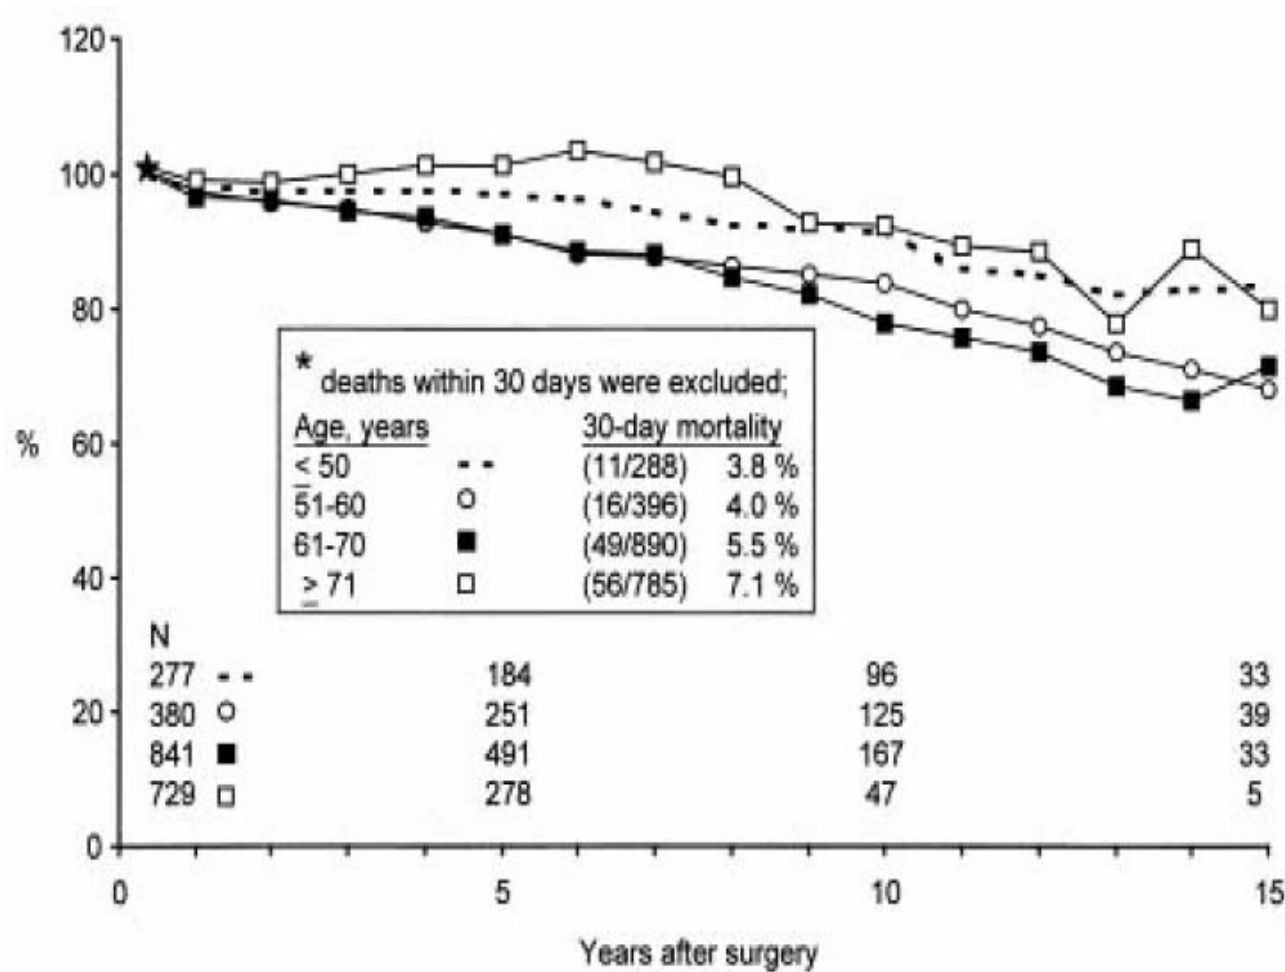 120
100
80
60
40
20
0
%
*
deaths within 30 days were excluded;
Age, years 30-day mortality
≤ 50 (11/288) 3.8 %
51-60 (16/396) 4.0 %
61-70 (49/890) 5.5 %
≥ 71 (56/785) 7.1 %
N
277 184 96 33
380 251 125 39
841 491 167 33
729 278 47 5
0 5 10 15
Years after surgery